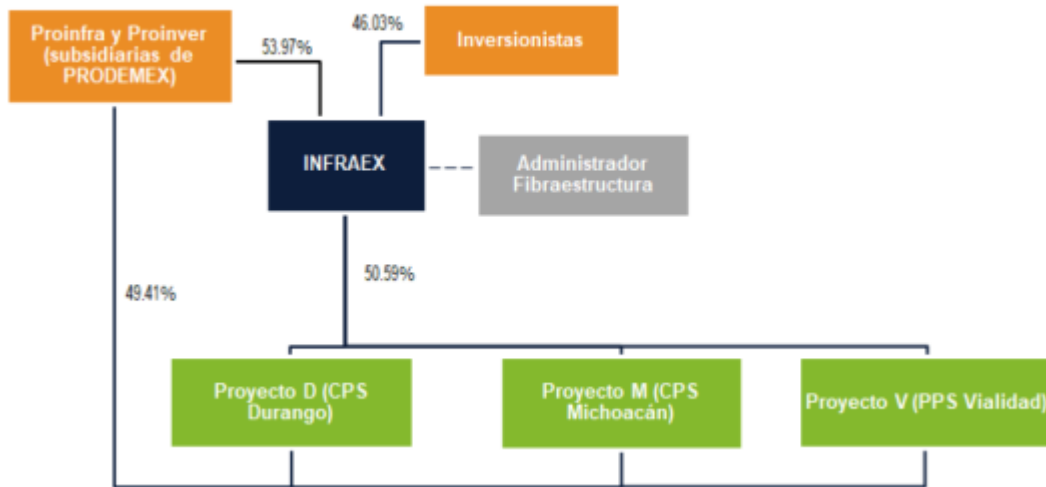 Proinfra y Proinver
(subsidiarias de
PRODEMEX)
53.97%
46.03%
Inversionistas
INFRAEX
Administrador
Fibraestructura
49.41%
50.59%
Proyecto D (CPS
Durango)
Proyecto M (CPS
Michoacán)
Proyecto V (PPS Vialidad)